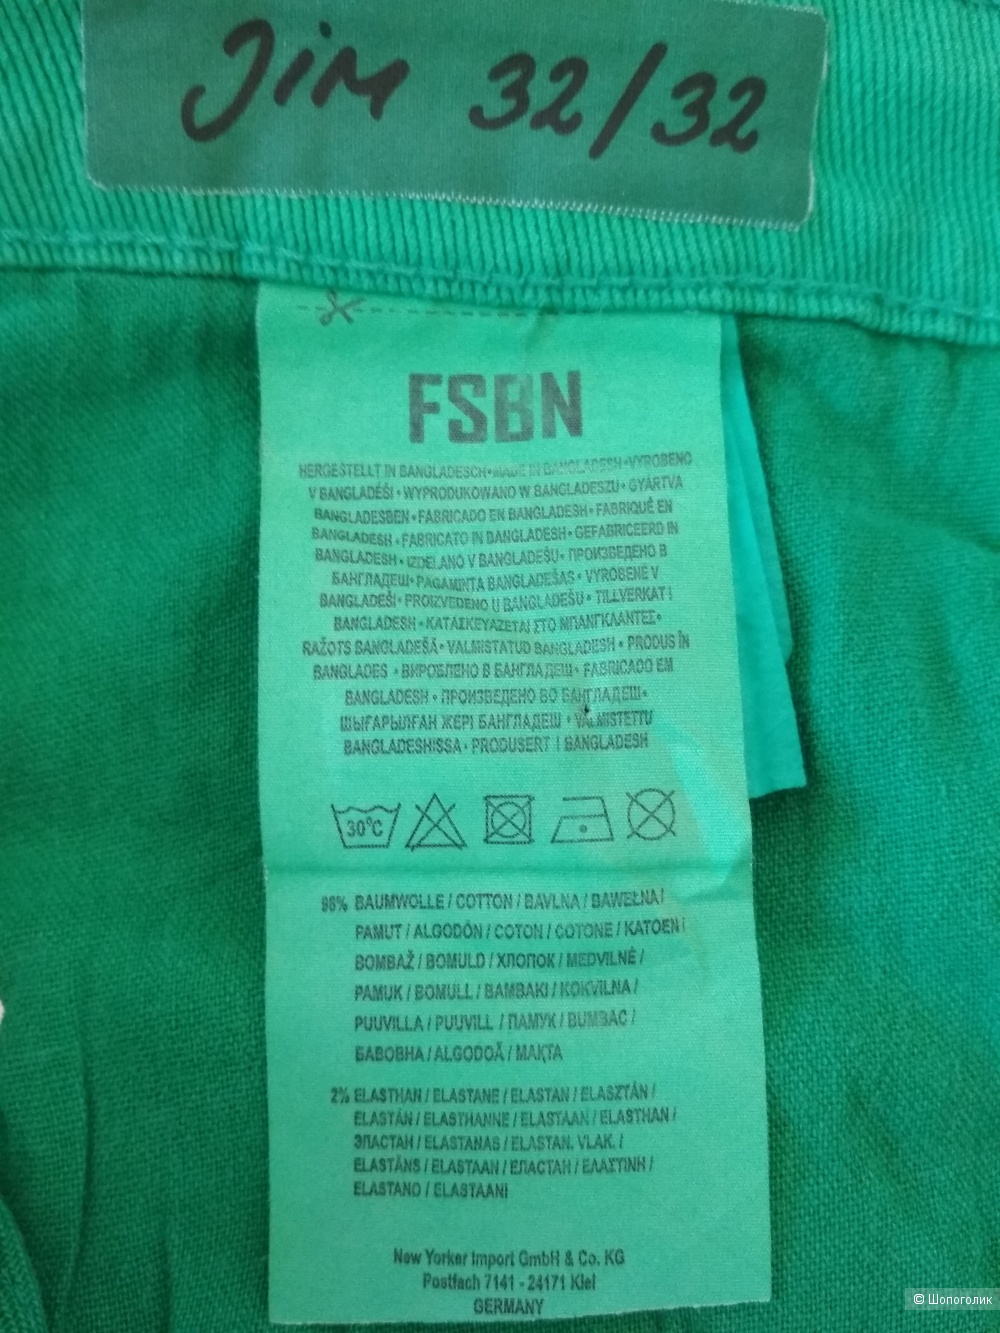 Jim 32/32
FSBN
HERGESTELLT IN BANGLADESCH•MADE IN BANGLADESH•VYROBENO
V BANGLADÉŠI•WYPRODUKOWANO W BANGLADESZU•GYÁRTVA
BANGLADESBEN•FABRICADO EN BANGLADESH•FABRIQUÉ EN
BANGLADESH•FABRICATO IN BANGLADESH•GEFABRICEERD IN
BANGLADESH•IZDELANO V BANGLADEŠU•ПРОИЗВЕДЕНО В
БАНГЛАДЕШ•PAGAMINTA BANGLADEŠAS•VYROBENÉ V
BANGLADÉŠI•PROIZVEDENO U BANGLADEŠU•TILLVERKAT I
BANGLADESH•ΚΑΤΑΣΚΕΥΑΖΕΤΑΙ ΣΤΟ ΜΠΑΝΓΚΛΑΝΤΕΣ•
RAŽOTS BANGLADEŠĀ•VALMISTATUD BANGLADESH•PRODUS ÎN
BANGLADES•ВИРОБЛЕНО В БАНГЛАДЕШ•FABRICADO EM
BANGLADESH•ПРОИЗВЕДЕНО ВО БАНГЛАДЕШ•
ШЫҒАРЫЛҒАН ЖЕРІ БАНГЛАДЕШ•VALMISTETTU
BANGLADESHISSA•PRODUSERT I BANGLADESH
30°C
98% BAUMWOLLE / COTTON / BAVLNA / BAWEŁNA /
PAMUT / ALGODÓN / COTON / COTONE / KATOEN /
BOMBAŽ / BOMULD / ХЛОПОК / MEDVILNĖ /
PAMUK / BOMULL / BAMBAKI / KOKVILNA /
PUUVILLA / PUUVILL / ПАМУК / BUMBAC /
БАВОВНА / ALGODOÃ / МАҚТА
2% ELASTHAN / ELASTANE / ELASTAN / ELASZTÁN /
ELASTÁN / ELASTHANNE / ELASTAAN / ELASTHAN /
ЭЛАСТАН / ELASTANAS / ELASTAN. VLAK. /
ELASTĀNS / ELASTAAN / ЕЛАСТАН / ΕΛΑΣΤΙΝΗ /
ELASTANO / ELASTAANI
New Yorker Import GmbH & Co. KG
Postfach 7141 - 24171 Kiel
GERMANY
© Шопоголик